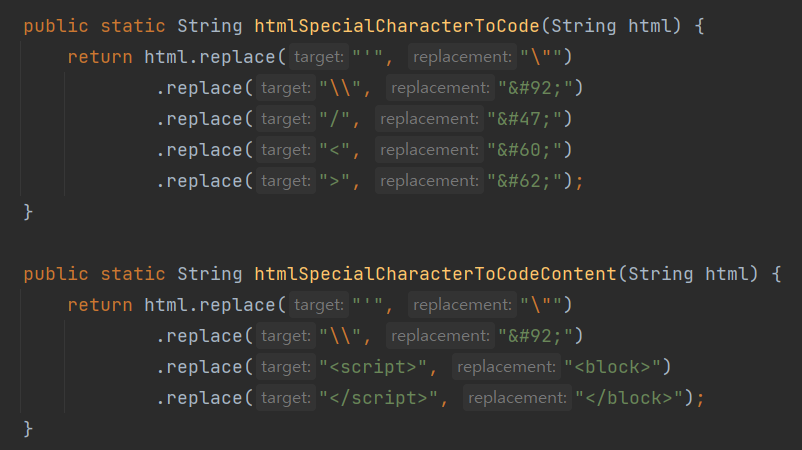 public static String htmlSpecialCharacterToCode(String html) {
return html.replace( target: "'", replacement: "\"")
.replace( target: "\\", replacement: "&#92;")
.replace( target: "/", replacement: "&#47;")
.replace( target: "<", replacement: "&#60;")
.replace( target: ">", replacement: "&#62;");
}
public static String htmlSpecialCharacterToCodeContent(String html) {
return html.replace( target: "'", replacement: "\"")
.replace( target: "\\", replacement: "&#92;")
.replace( target: "<script>", replacement: "<block>")
.replace( target: "</script>", replacement: "</block>");
}